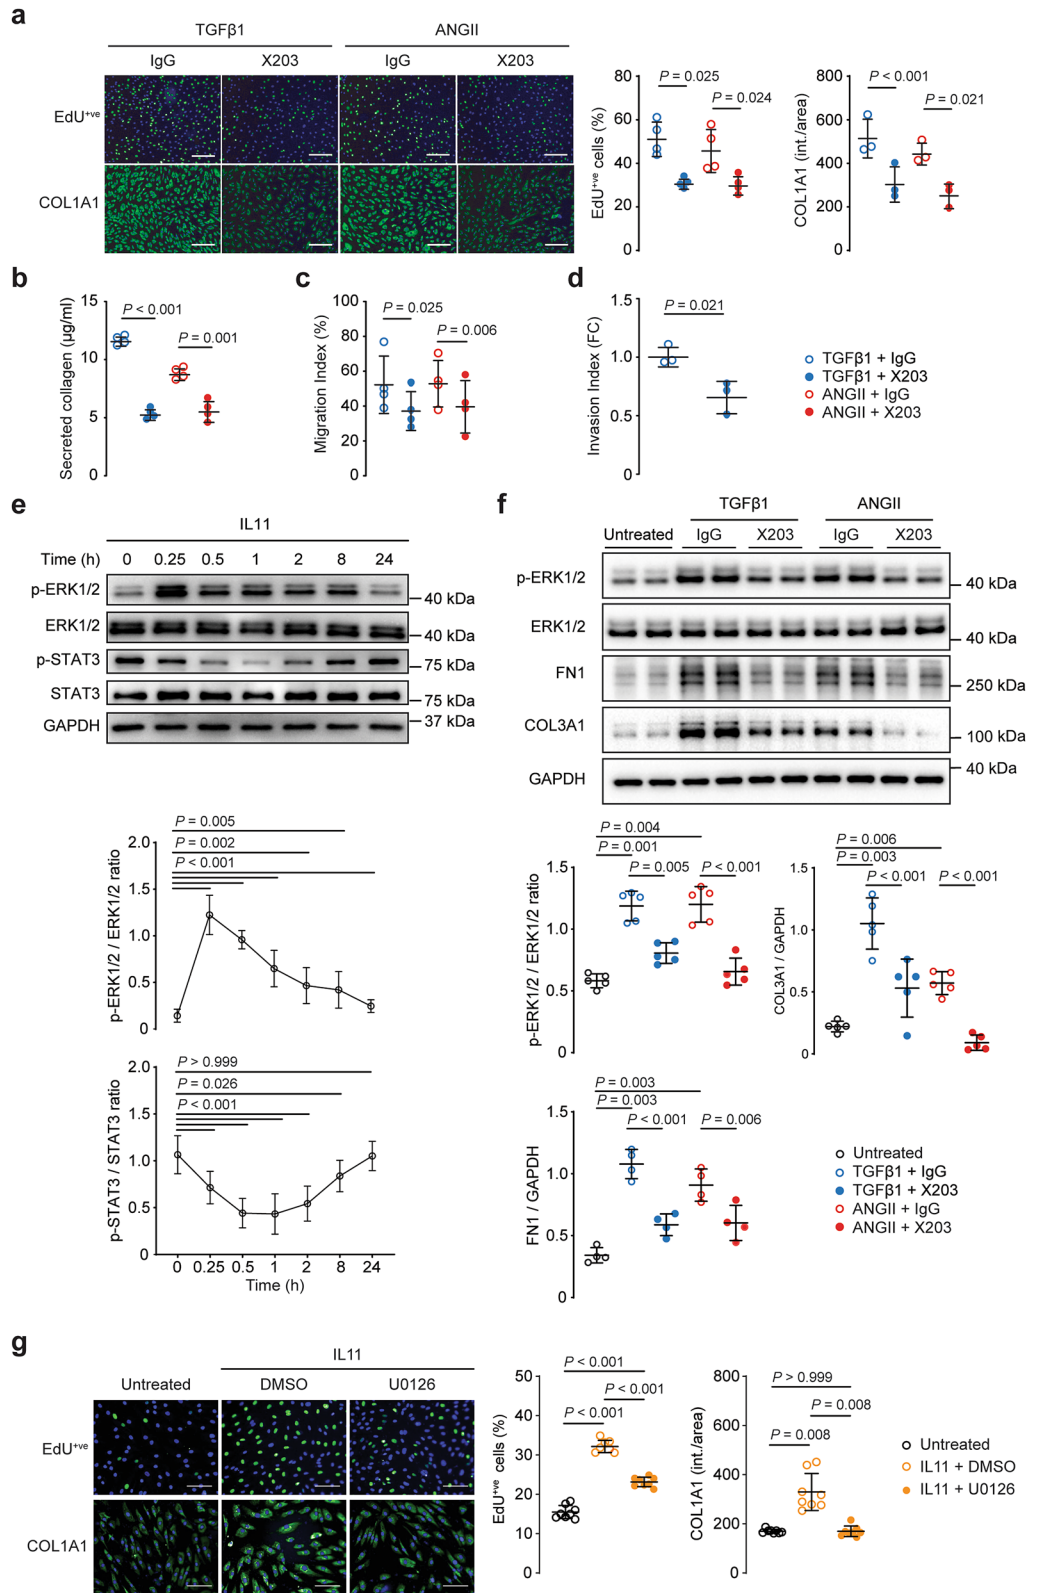 a
TGFβ1 ANGII
IgG X203 IgG X203
EdU+ve
COL1A1
EdU+ve cells (%)
80
60
40
20
0
P = 0.025
P = 0.024
COL1A1 (int./area)
800
600
400
200
0
P < 0.001
P = 0.021
b
Secreted collagen (µg/ml)
15
10
5
0
P < 0.001
P = 0.001
c
Migration Index (%)
100
80
60
40
20
0
P = 0.025
P = 0.006
d
Invasion Index (FC)
1.5
1.0
0.5
0
P = 0.021
TGFβ1 + IgG
TGFβ1 + X203
ANGII + IgG
ANGII + X203
e
IL11
Time (h) 0 0.25 0.5 1 2 8 24
p-ERK1/2 40 kDa
ERK1/2 40 kDa
p-STAT3 75 kDa
STAT3 75 kDa
GAPDH 37 kDa
p-ERK1/2 / ERK1/2 ratio
2.0
1.5
1.0
0.5
0
P = 0.005
P = 0.002
P < 0.001
p-STAT3 / STAT3 ratio
2.0
1.5
1.0
0.5
0
P > 0.999
P = 0.026
P < 0.001
0 0.25 0.5 1 2 8 24
Time (h)
f
TGFβ1 ANGII
Untreated IgG X203 IgG X203
p-ERK1/2 40 kDa
ERK1/2 40 kDa
FN1 250 kDa
COL3A1 100 kDa
GAPDH 40 kDa
p-ERK1/2 / ERK1/2 ratio
1.5
1.0
0.5
0
P = 0.004
P = 0.001
P = 0.005
P < 0.001
COL3A1 / GAPDH
1.5
1.0
0.5
0
P = 0.006
P = 0.003
P < 0.001
P < 0.001
FN1 / GAPDH
1.5
1.0
0.5
0
P = 0.003
P = 0.003
P < 0.001
P = 0.006
Untreated
TGFβ1 + IgG
TGFβ1 + X203
ANGII + IgG
ANGII + X203
g
IL11
Untreated DMSO U0126
EdU+ve
COL1A1
EdU+ve cells (%)
50
40
30
20
10
0
P < 0.001
P < 0.001
P < 0.001
COL1A1 (int./area)
800
600
400
200
0
P > 0.999
P = 0.008
P = 0.008
Untreated
IL11 + DMSO
IL11 + U0126